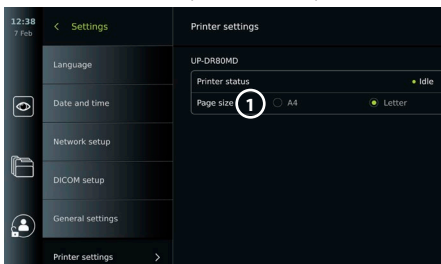 12:38
7 Feb
Settings
Printer settings
Language
UP-DR80MD
Printer status
Idle
Date and time
Page size
1
A4
Letter
Network setup
DICOM setup
General settings
Printer settings